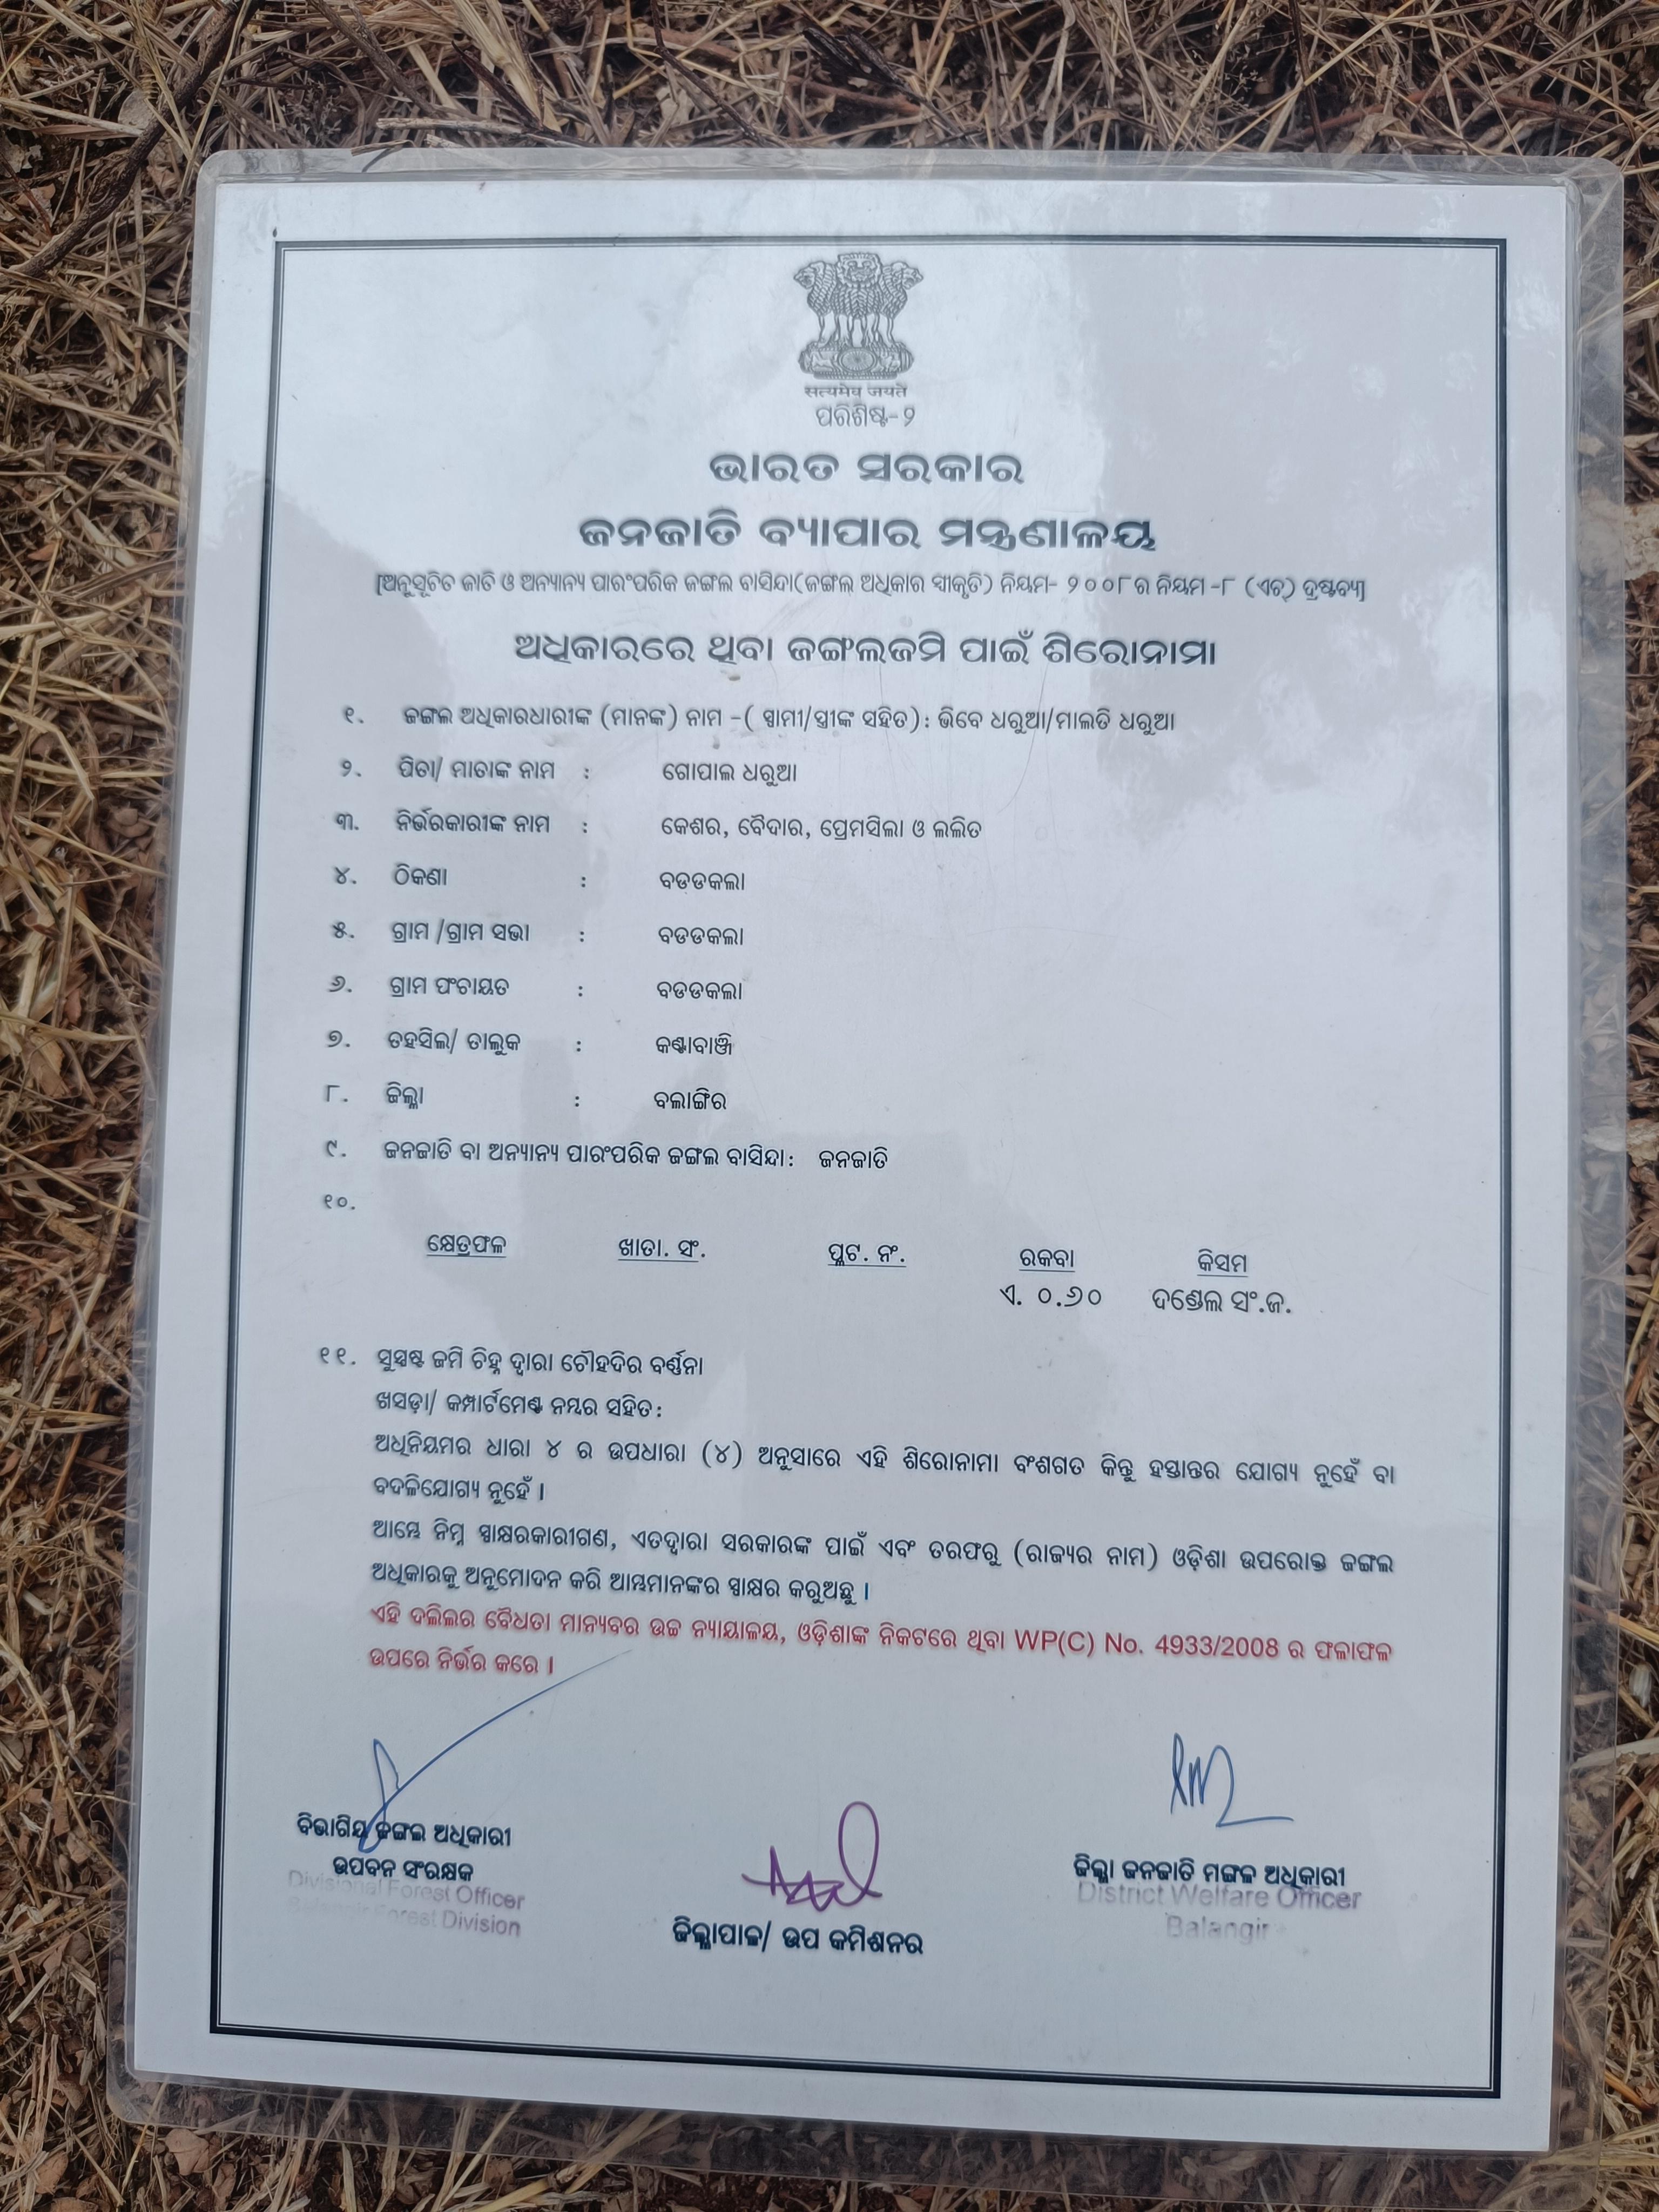 सत्यमेव जयते
ପରିଶିଷ୍ଟ-୨
ଭାରତ ସରକାର
ଜନଜାତି ବ୍ୟାପାର ମନ୍ତ୍ରଣାଳୟ
[ଅନୁସୂଚିତ ଜାତି ଓ ଅନ୍ୟାନ୍ୟ ପାରଂପରିକ ଜଙ୍ଗଲ ବାସିନ୍ଦା(ଜଙ୍ଗଲ ଅଧିକାର ସ୍ୱୀକୃତି) ନିୟମ- ୨୦୦୮ର ନିୟମ -୮ (ଏଚ୍) ଦ୍ରଷ୍ଟବ୍ୟ]
ଅଧିକାରରେ ଥିବା ଜଙ୍ଗଲଜମି ପାଇଁ ଶିରୋନାମା
୧. ଜଙ୍ଗଲ ଅଧିକାରଧାରୀଙ୍କ (ମାନଙ୍କ) ନାମ -( ସ୍ୱାମୀ/ସ୍ତ୍ରୀଙ୍କ ସହିତ): ଭିବେ ଧରୁଆ/ମାଲତି ଧରୁଆ
୨. ପିତା/ ମାତାଙ୍କ ନାମ : ଗୋପାଲ ଧରୁଆ
୩. ନିର୍ଭରକାରୀଙ୍କ ନାମ : କେଶର, ବୈଦାର, ପ୍ରେମସିଲା ଓ ଲଲିତ
୪. ଠିକଣା : ବଡଡକଲା
୫. ଗ୍ରାମ /ଗ୍ରାମ ସଭା : ବଡଡକଲା
୬. ଗ୍ରାମ ପଂଚାୟତ : ବଡଡକଲା
୭. ତହସିଲ/ ତାଲୁକ : କଣ୍ଟାବାଞ୍ଜି
୮. ଜିଲ୍ଲା : ବଲାଙ୍ଗିର
୯. ଜନଜାତି ବା ଅନ୍ୟାନ୍ୟ ପାରଂପରିକ ଜଙ୍ଗଲ ବାସିନ୍ଦା: ଜନଜାତି
୧୦.
କ୍ଷେତ୍ରଫଳ ଖାତା. ସଂ. ପ୍ଲଟ. ନଂ. ରକବା କିସମ
ଏ. ୦.୬୦ ଦଣ୍ଡେଲ ସଂ.ଜ.
୧୧. ସୁସ୍ପଷ୍ଟ ଜମି ଚିହ୍ନ ଦ୍ୱାରା ଚୌହଦିର ବର୍ଣ୍ଣନା
ଖସଡ଼ା/ କମ୍ପାର୍ଟମେଣ୍ଟ ନମ୍ୱର ସହିତ:
ଅଧିନିୟମର ଧାରା ୪ ର ଉପଧାରା (୪) ଅନୁସାରେ ଏହି ଶିରୋନାମା ବଂଶଗତ କିନ୍ତୁ ହସ୍ତାନ୍ତର ଯୋଗ୍ୟ ନୁହେଁ ବା
ବଦଳିଯୋଗ୍ୟ ନୁହେଁ ।
ଆମ୍ଭେ ନିମ୍ନ ସ୍ୱାକ୍ଷରକାରୀଗଣ, ଏତଦ୍ୱାରା ସରକାରଙ୍କ ପାଇଁ ଏବଂ ତରଫରୁ (ରାଜ୍ୟର ନାମ) ଓଡ଼ିଶା ଉପରୋକ୍ତ ଜଙ୍ଗଲ
ଅଧିକାରକୁ ଅନୁମୋଦନ କରି ଆମ୍ଭମାନଙ୍କର ସ୍ୱାକ୍ଷର କରୁଅଛୁ ।
ଏହି ଦଲିଲର ବୈଧତା ମାନ୍ୟବର ଉଚ୍ଚ ନ୍ୟାୟାଳୟ, ଓଡ଼ିଶାଙ୍କ ନିକଟରେ ଥିବା WP(C) No. 4933/2008 ର ଫଳାଫଳ
ଉପରେ ନିର୍ଭର କରେ ।
ବିଭାଗିୟ ଜଙ୍ଗଲ ଅଧିକାରୀ
ଉପବନ ସଂରକ୍ଷକ
Divisional Forest Officer
Balangir Forest Division
ଜିଲ୍ଲାପାଳ/ ଉପ କମିଶନର
ଜିଲ୍ଲା ଜନଜାତି ମଙ୍ଗଳ ଅଧିକାରୀ
District Welfare Officer
Balangir